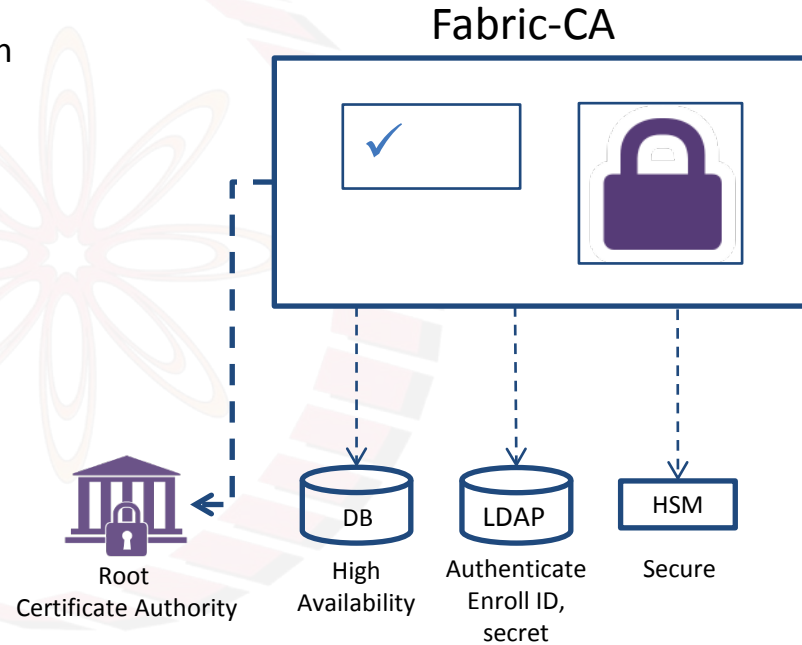 Fabric-CA
DB
LDAP
HSM
Root
Certificate Authority
High
Availability
Authenticate
Enroll ID,
secret
Secure